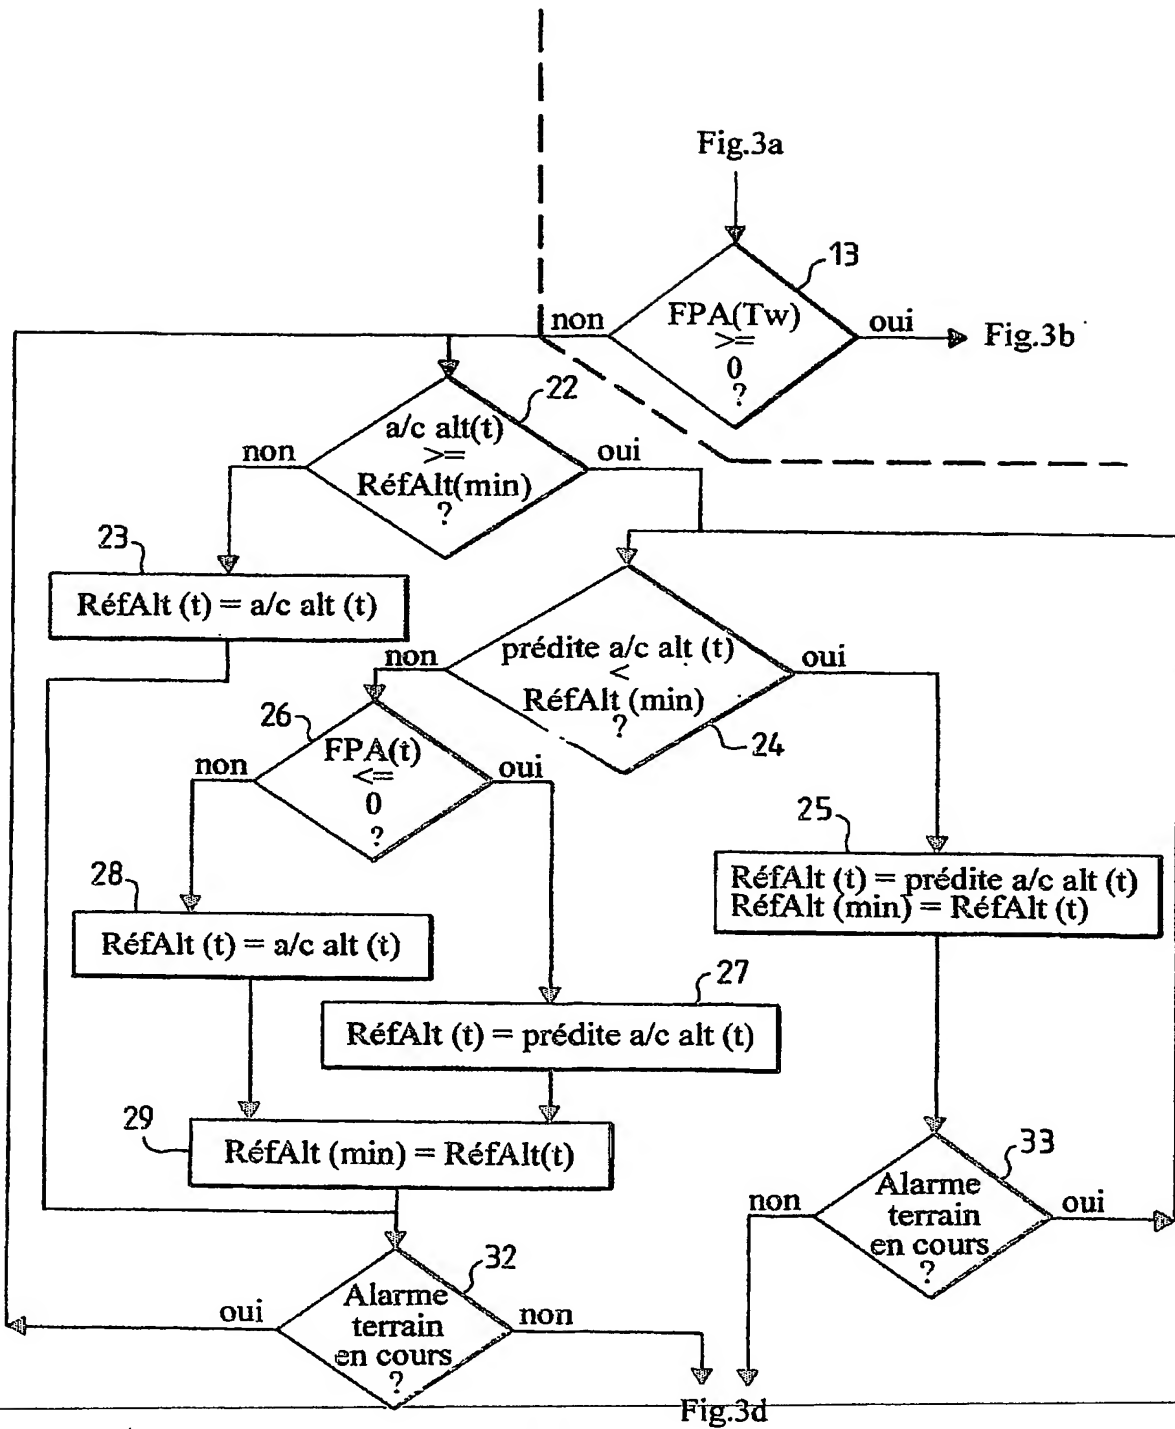 Fig.3a
13
FPA(Tw)
>=
0
?
non
oui
Fig.3b
22
a/c alt(t)
>=
RéfAlt(min)
?
non
oui
23
RéfAlt (t) = a/c alt (t)
prédite a/c alt (t)
<
RéfAlt (min)
?
non
oui
24
26
FPA(t)
<=
0
?
non
oui
25
RéfAlt (t) = prédite a/c alt (t)
RéfAlt (min) = RéfAlt (t)
28
RéfAlt (t) = a/c alt (t)
27
RéfAlt (t) = prédite a/c alt (t)
29
RéfAlt (min) = RéfAlt(t)
33
Alarme
terrain
en cours
?
non
oui
32
Alarme
terrain
en cours
?
oui
non
Fig.3d